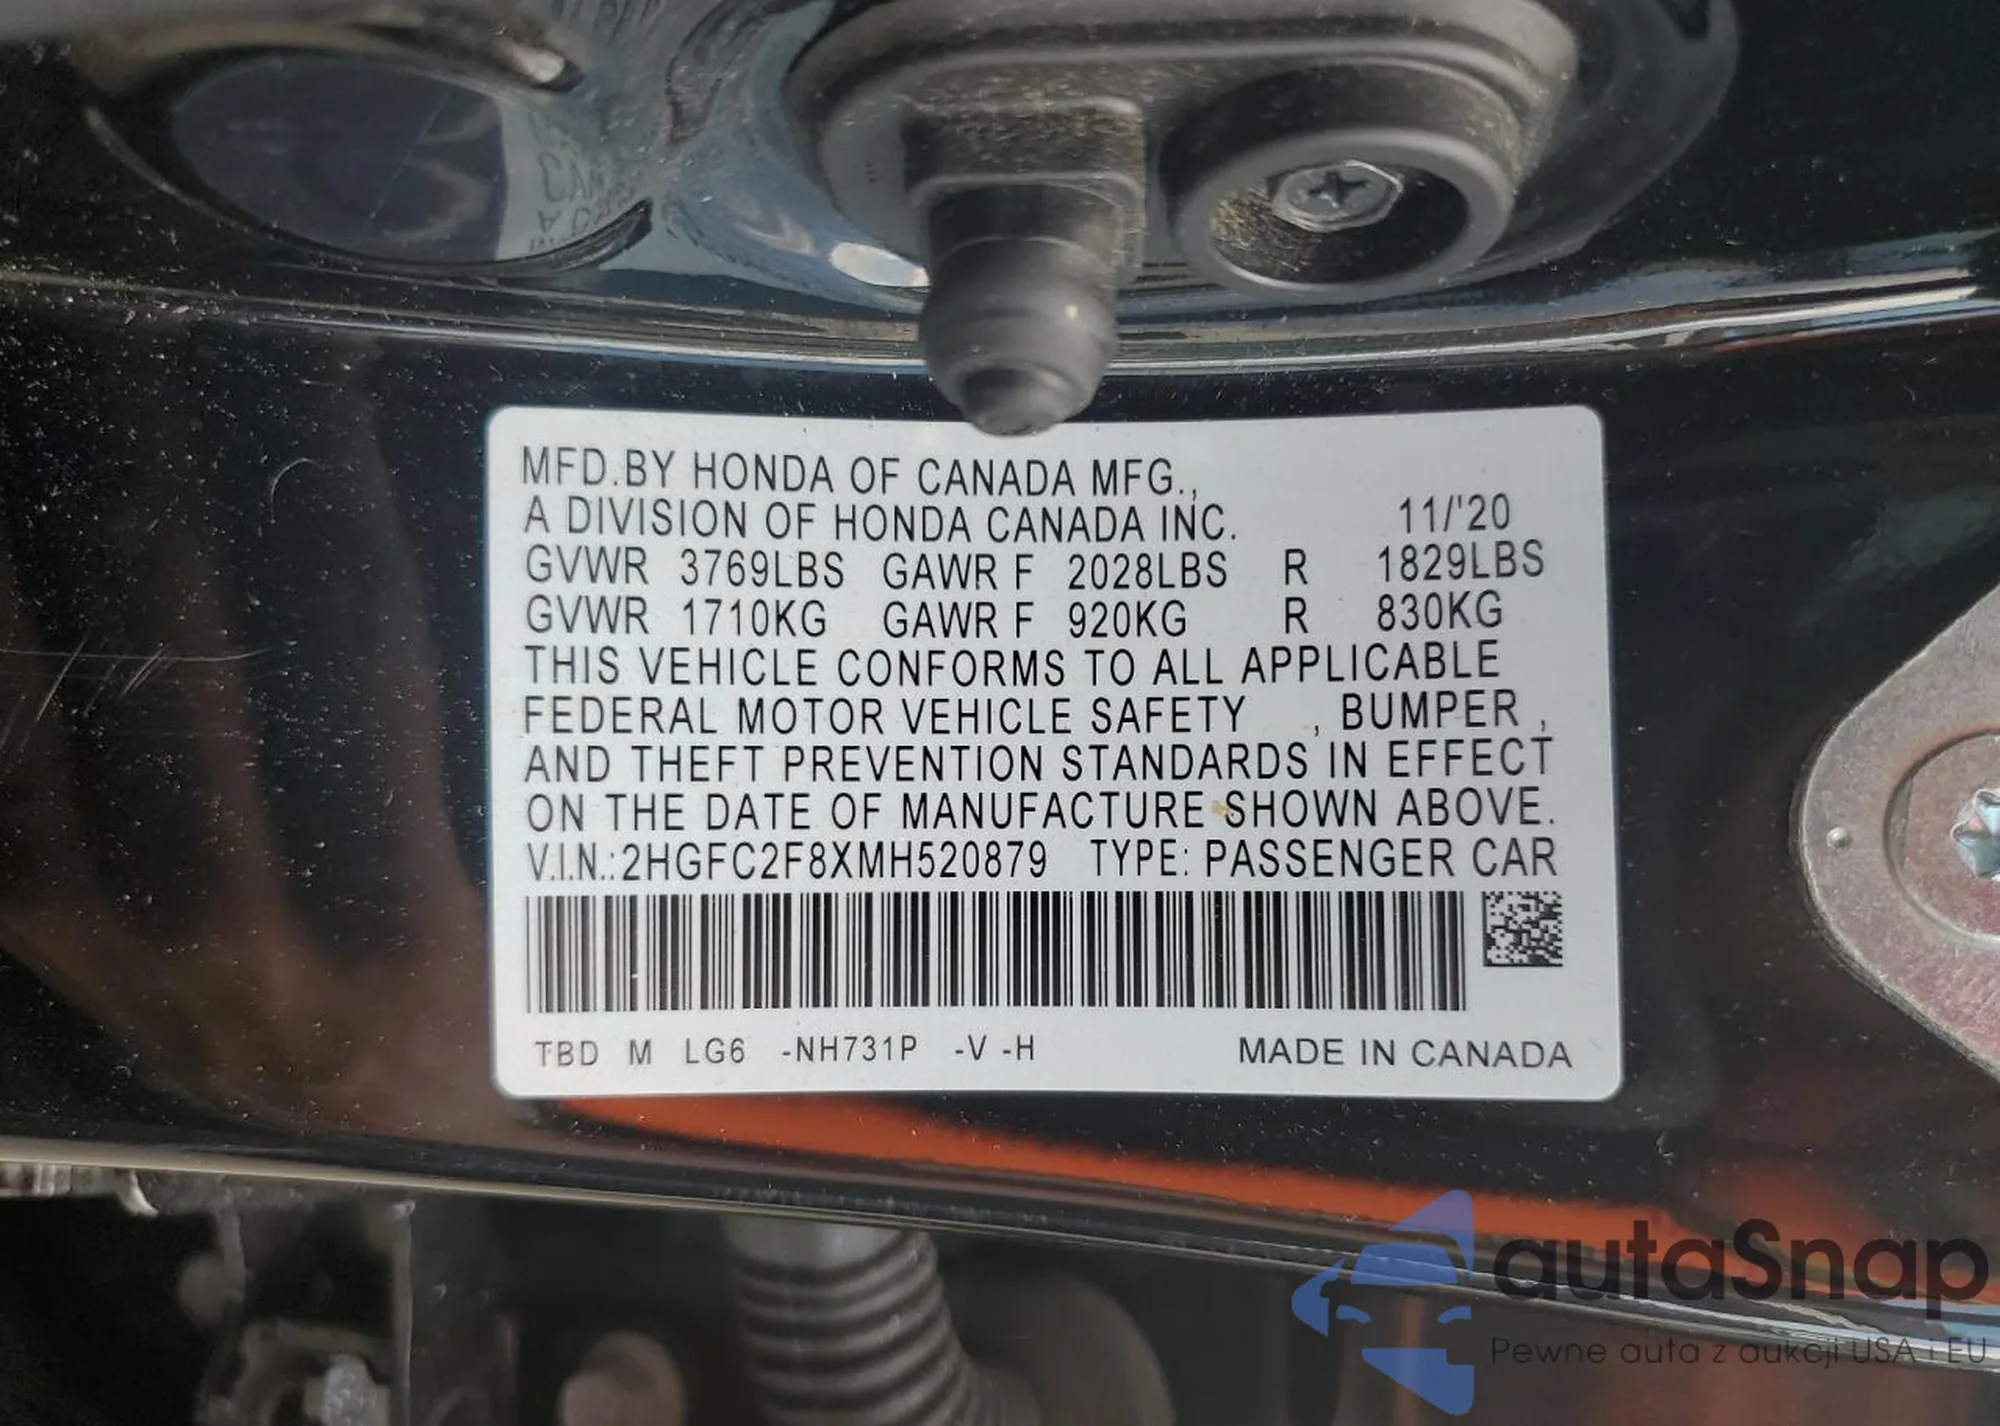 MFD.BY HONDA OF CANADA MFG.,
A DIVISION OF HONDA CANADA INC. 11/'20
GVWR 3769LBS GAWR F 2028LBS R 1829LBS
GVWR 1710KG GAWR F 920KG R 830KG
THIS VEHICLE CONFORMS TO ALL APPLICABLE
FEDERAL MOTOR VEHICLE SAFETY , BUMPER ,
AND THEFT PREVENTION STANDARDS IN EFFECT
ON THE DATE OF MANUFACTURE SHOWN ABOVE.
V.I.N.:2HGFC2F8XMH520879 TYPE: PASSENGER CAR
TBD M LG6 -NH731P -V -H MADE IN CANADA
autaSnap
Pewne auta z aukcji USA i EU